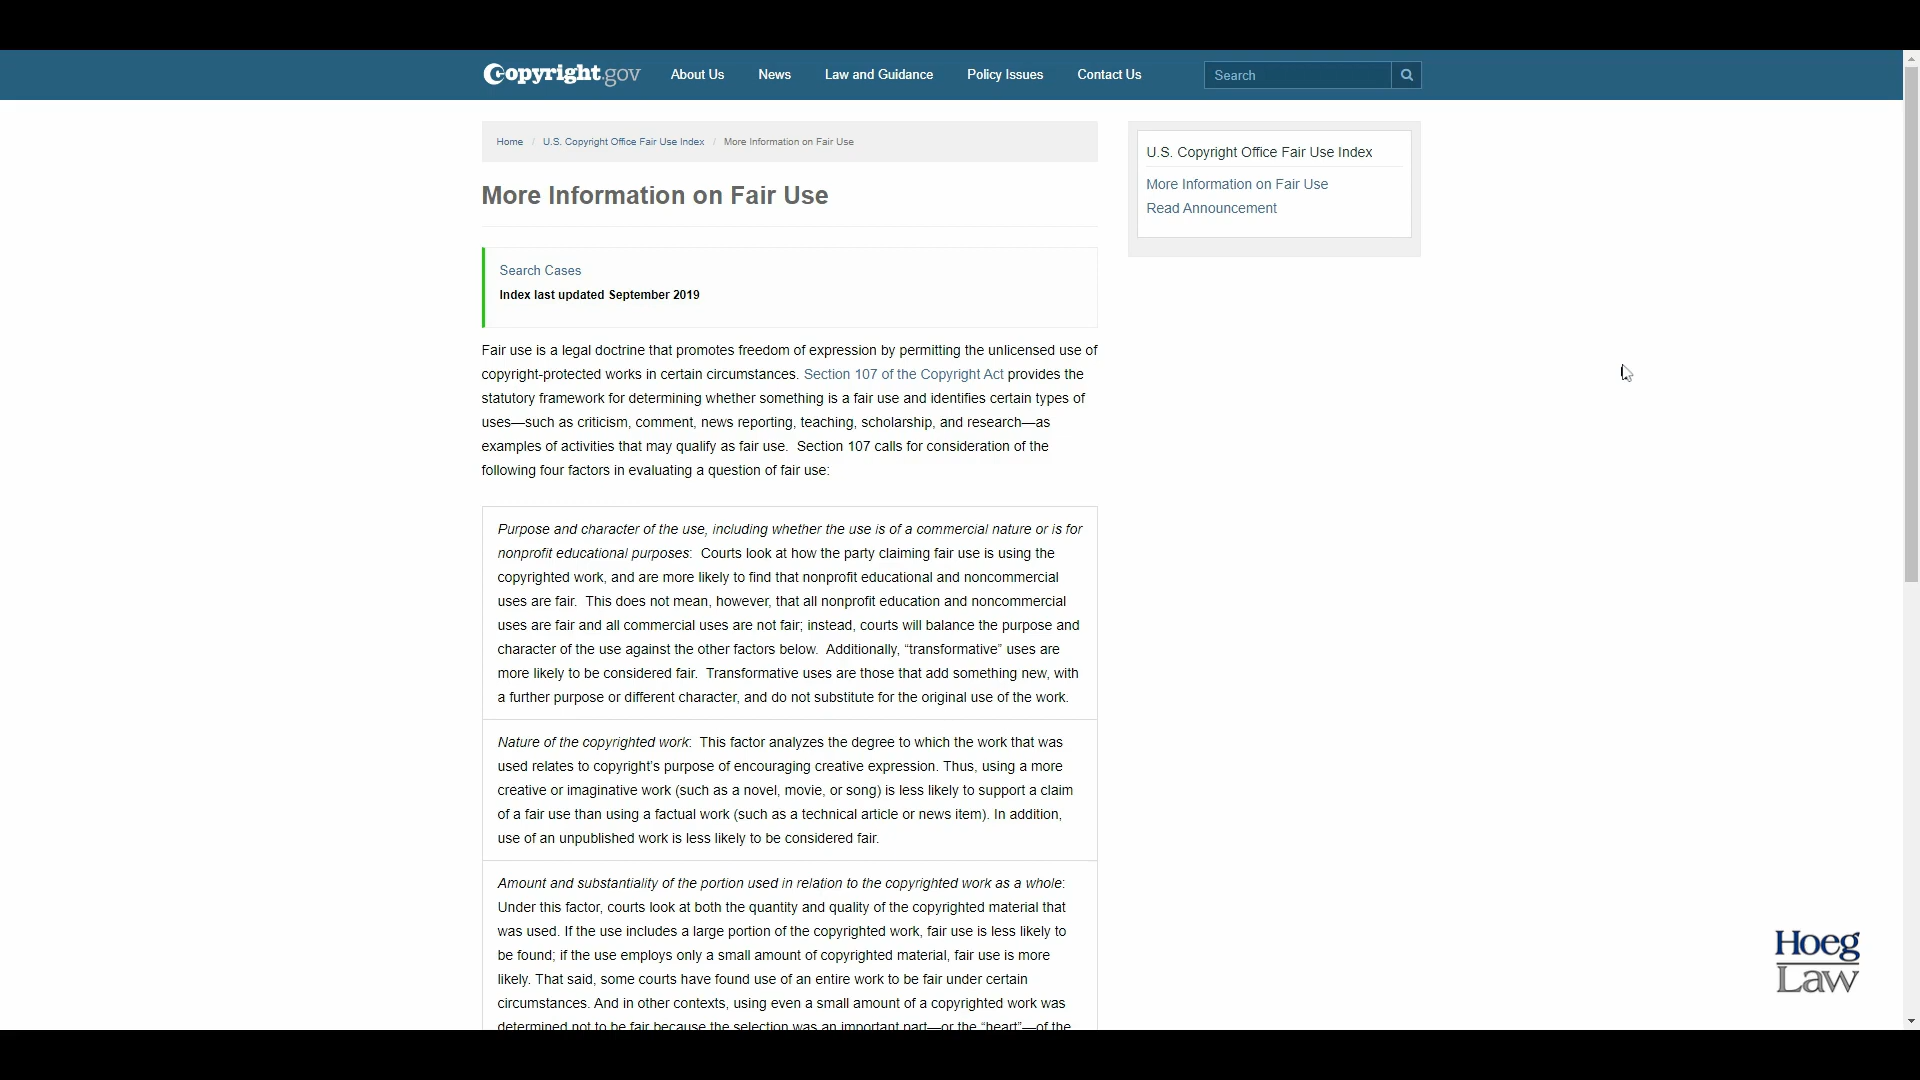 Copyright.gov About Us News Law and Guidance Policy Issues Contact Us Search
Home / U.S. Copyright Office Fair Use Index / More Information on Fair Use
More Information on Fair Use
Search Cases
Index last updated September 2019
Fair use is a legal doctrine that promotes freedom of expression by permitting the unlicensed use of
copyright-protected works in certain circumstances. Section 107 of the Copyright Act provides the
statutory framework for determining whether something is a fair use and identifies certain types of
uses—such as criticism, comment, news reporting, teaching, scholarship, and research—as
examples of activities that may qualify as fair use. Section 107 calls for consideration of the
following four factors in evaluating a question of fair use:
Purpose and character of the use, including whether the use is of a commercial nature or is for
nonprofit educational purposes: Courts look at how the party claiming fair use is using the
copyrighted work, and are more likely to find that nonprofit educational and noncommercial
uses are fair. This does not mean, however, that all nonprofit education and noncommercial
uses are fair and all commercial uses are not fair; instead, courts will balance the purpose and
character of the use against the other factors below. Additionally, “transformative” uses are
more likely to be considered fair. Transformative uses are those that add something new, with
a further purpose or different character, and do not substitute for the original use of the work.
Nature of the copyrighted work: This factor analyzes the degree to which the work that was
used relates to copyright’s purpose of encouraging creative expression. Thus, using a more
creative or imaginative work (such as a novel, movie, or song) is less likely to support a claim
of a fair use than using a factual work (such as a technical article or news item). In addition,
use of an unpublished work is less likely to be considered fair.
Amount and substantiality of the portion used in relation to the copyrighted work as a whole:
Under this factor, courts look at both the quantity and quality of the copyrighted material that
was used. If the use includes a large portion of the copyrighted work, fair use is less likely to
be found; if the use employs only a small amount of copyrighted material, fair use is more
likely. That said, some courts have found use of an entire work to be fair under certain
circumstances. And in other contexts, using even a small amount of a copyrighted work was
determined not to be fair because the selection was an important part—or the “heart”—of the
U.S. Copyright Office Fair Use Index
More Information on Fair Use
Read Announcement
Hoeg
Law